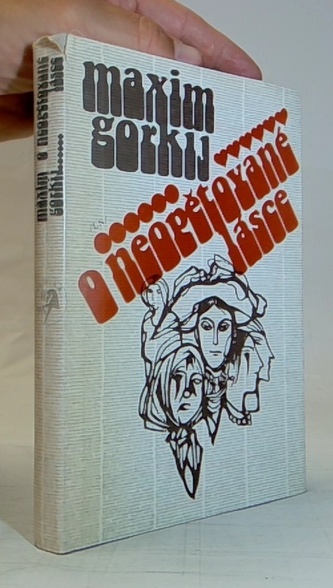 maxim
gorkij
o neopětované
lásce
maxim o neopětované lásce
gorkij